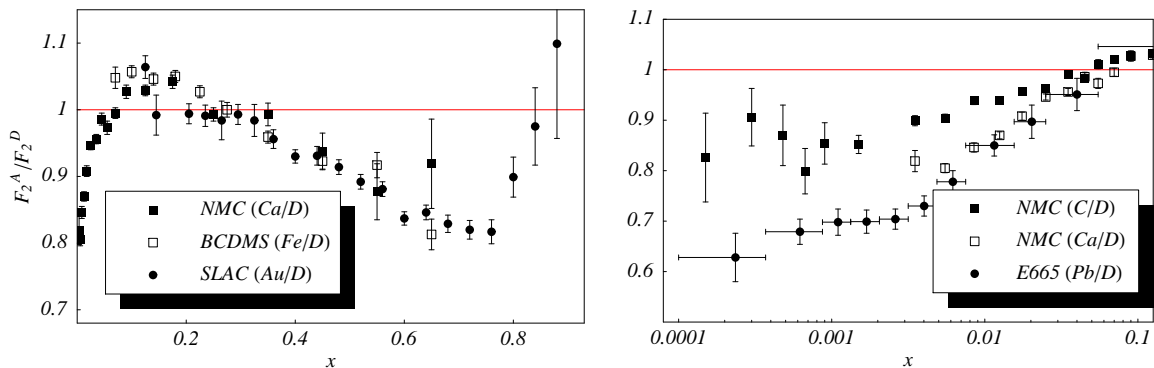 1.1
1
0.9
0.8
0.7
F₂ᴬ/F₂ᴰ
NMC (Ca/D)
BCDMS (Fe/D)
SLAC (Au/D)
0.2 0.4 0.6 0.8
x
1.1
1
0.9
0.8
0.7
0.6
NMC (C/D)
NMC (Ca/D)
E665 (Pb/D)
0.0001 0.001 0.01 0.1
x